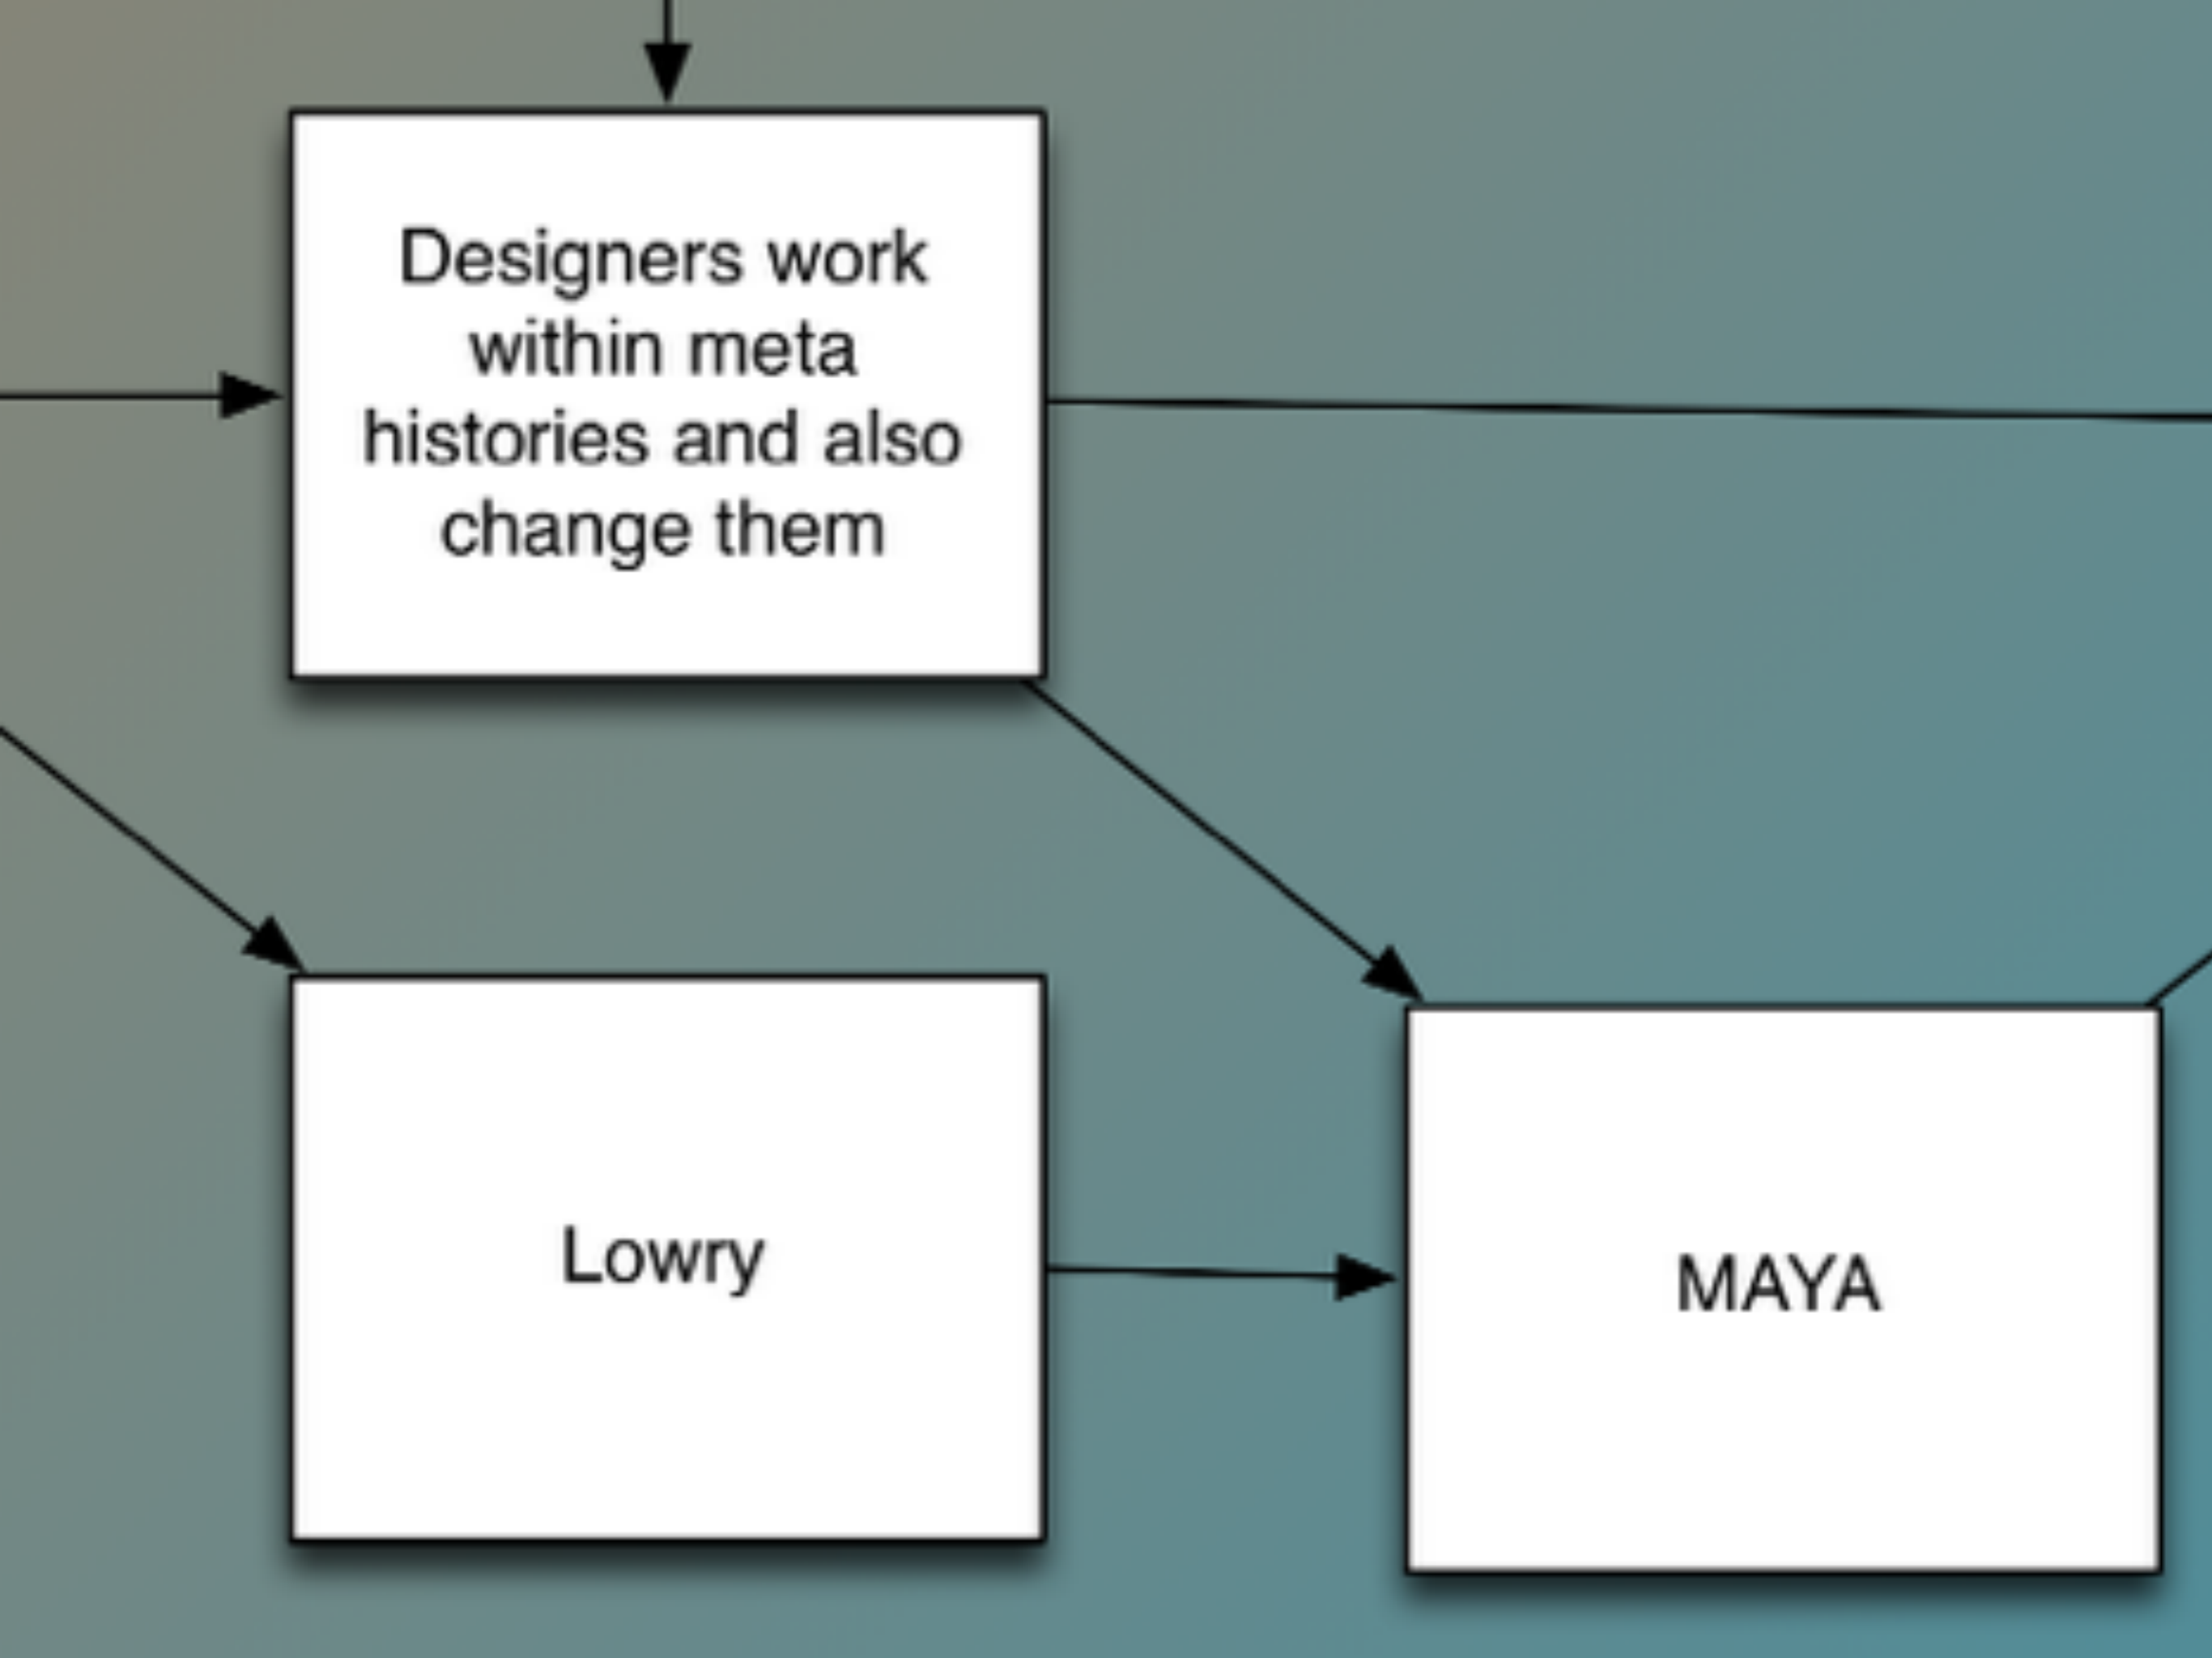 Designers work
within meta
histories and also
change them
Lowry
MAYA